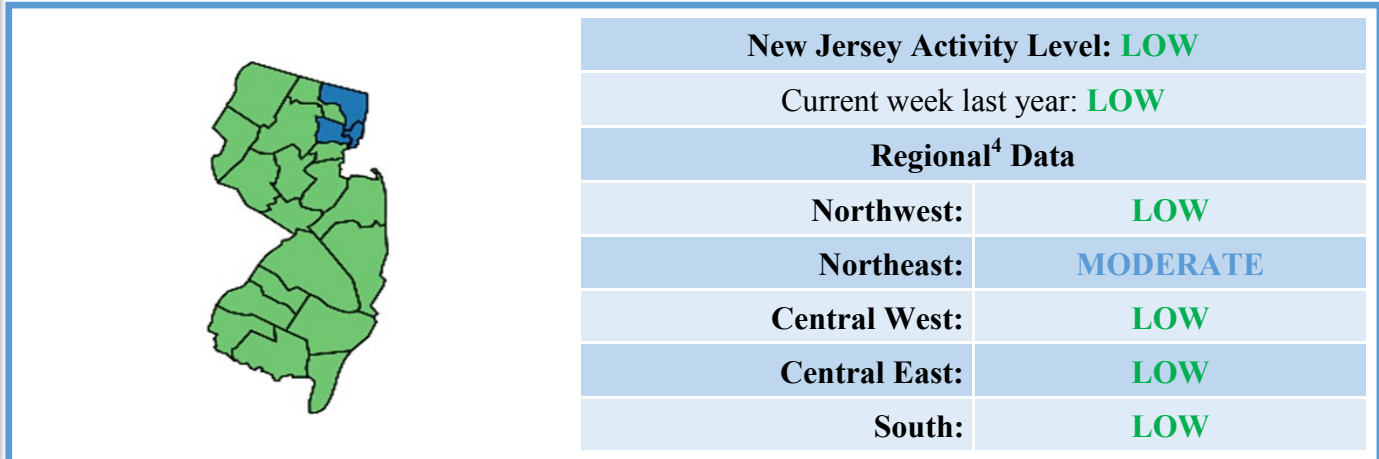 New Jersey Activity Level: LOW
Current week last year: LOW
Regional4 Data
Northwest: LOW
Northeast: MODERATE
Central West: LOW
Central East: LOW
South: LOW